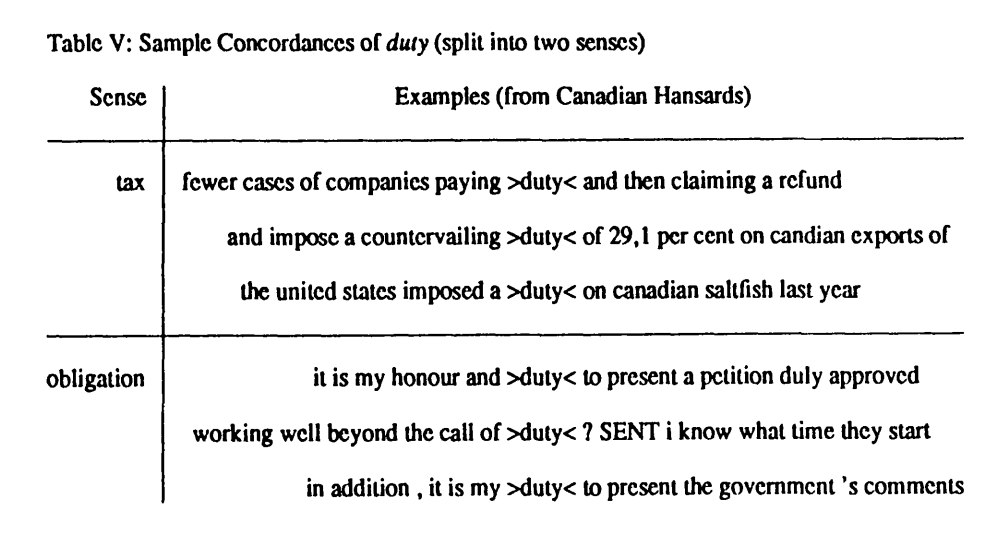 Table V: Sample Concordances of duty (split into two senses)
Sense Examples (from Canadian Hansards)
tax fewer cases of companies paying >duty< and then claiming a refund
and impose a countervailing >duty< of 29,1 per cent on candian exports of
the united states imposed a >duty< on canadian saltfish last year
obligation it is my honour and >duty< to present a petition duly approved
working well beyond the call of >duty< ? SENT i know what time they start
in addition , it is my >duty< to present the government 's comments